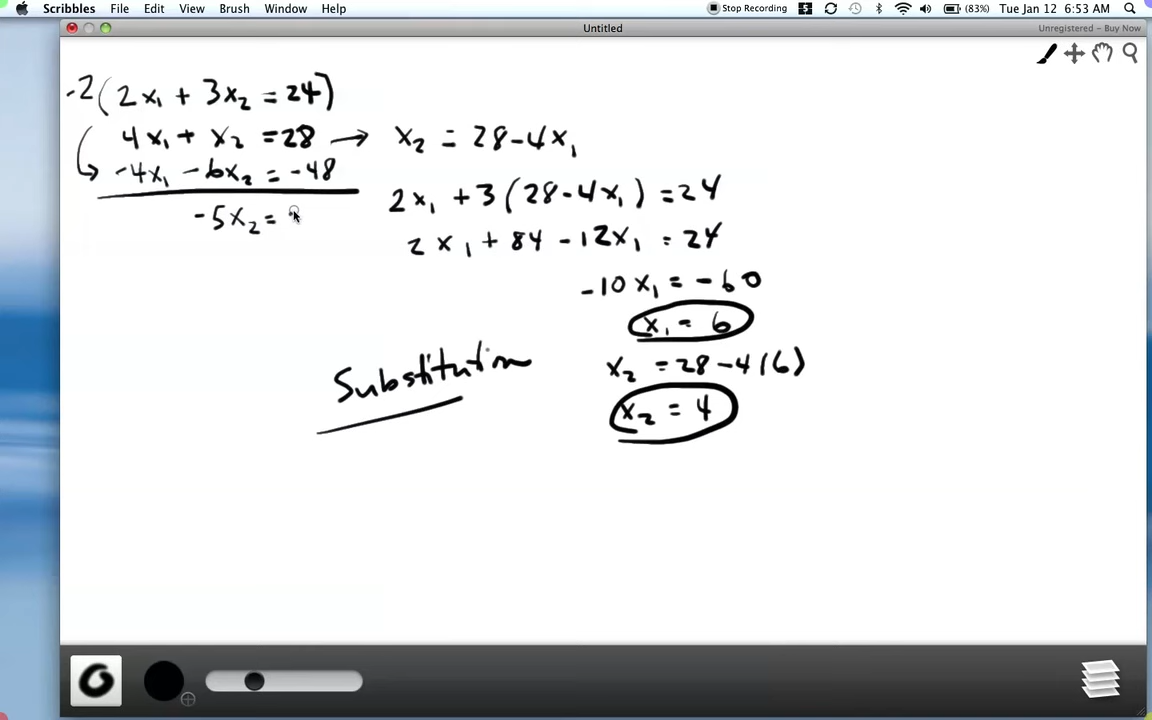 Scribbles File Edit View Brush Window Help Stop Recording (83%) Tue Jan 12 6:53 AM
Untitled
Unregistered - Buy Now
-2(2x₁ + 3x₂ = 24)
4x₁ + x₂ = 28 → x₂ = 28-4x₁
-4x₁ - 6x₂ = -48
2x₁ + 3(28-4x₁) = 24
-5x₂ =
2x₁ + 84 - 12x₁ = 24
-10x₁ = -60
x₁ = 6
Substitution
x₂ = 28-4(6)
x₂ = 4